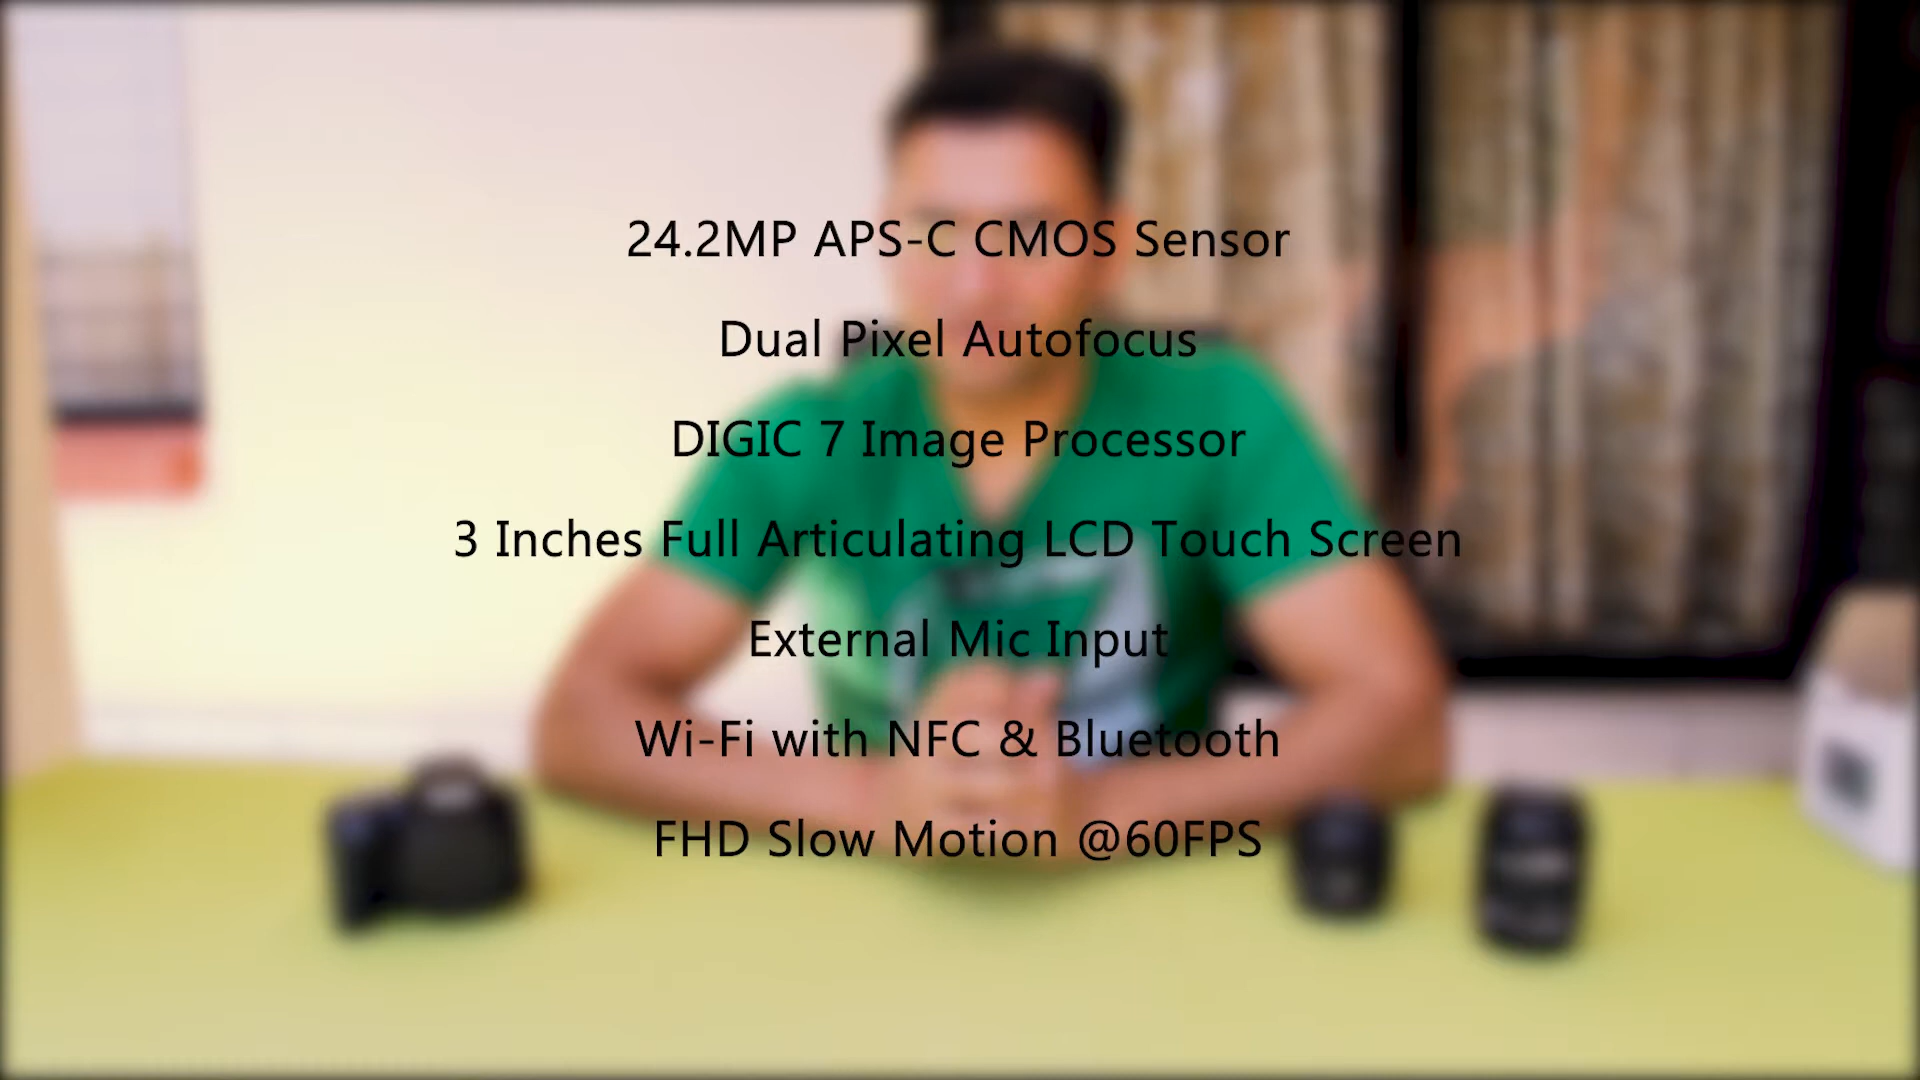 24.2MP APS-C CMOS Sensor
Dual Pixel Autofocus
DIGIC 7 Image Processor
3 Inches Full Articulating LCD Touch Screen
External Mic Input
Wi-Fi with NFC & Bluetooth
FHD Slow Motion @60FPS